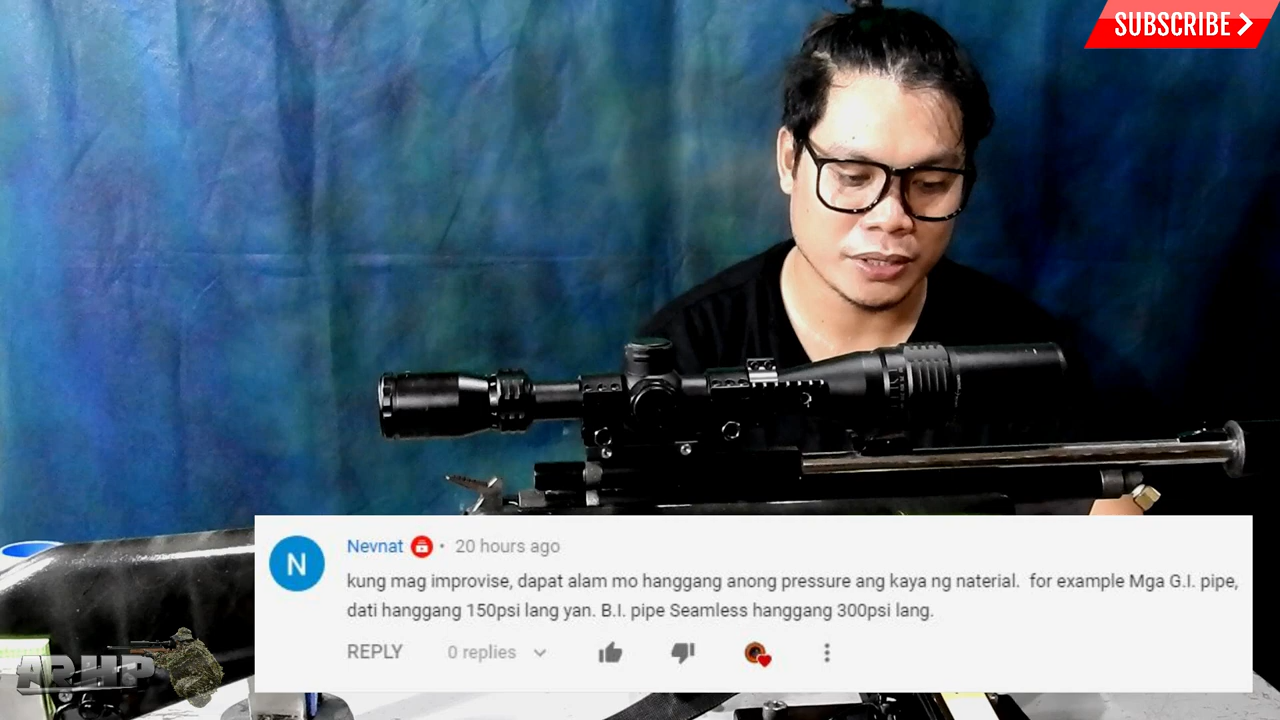 SUBSCRIBE
Nevnat • 20 hours ago
kung mag improvise, dapat alam mo hanggang anong pressure ang kaya ng naterial. for example Mga G.I. pipe,
dati hanggang 150psi lang yan. B.I. pipe Seamless hanggang 300psi lang.
REPLY 0 replies
N
ARHP